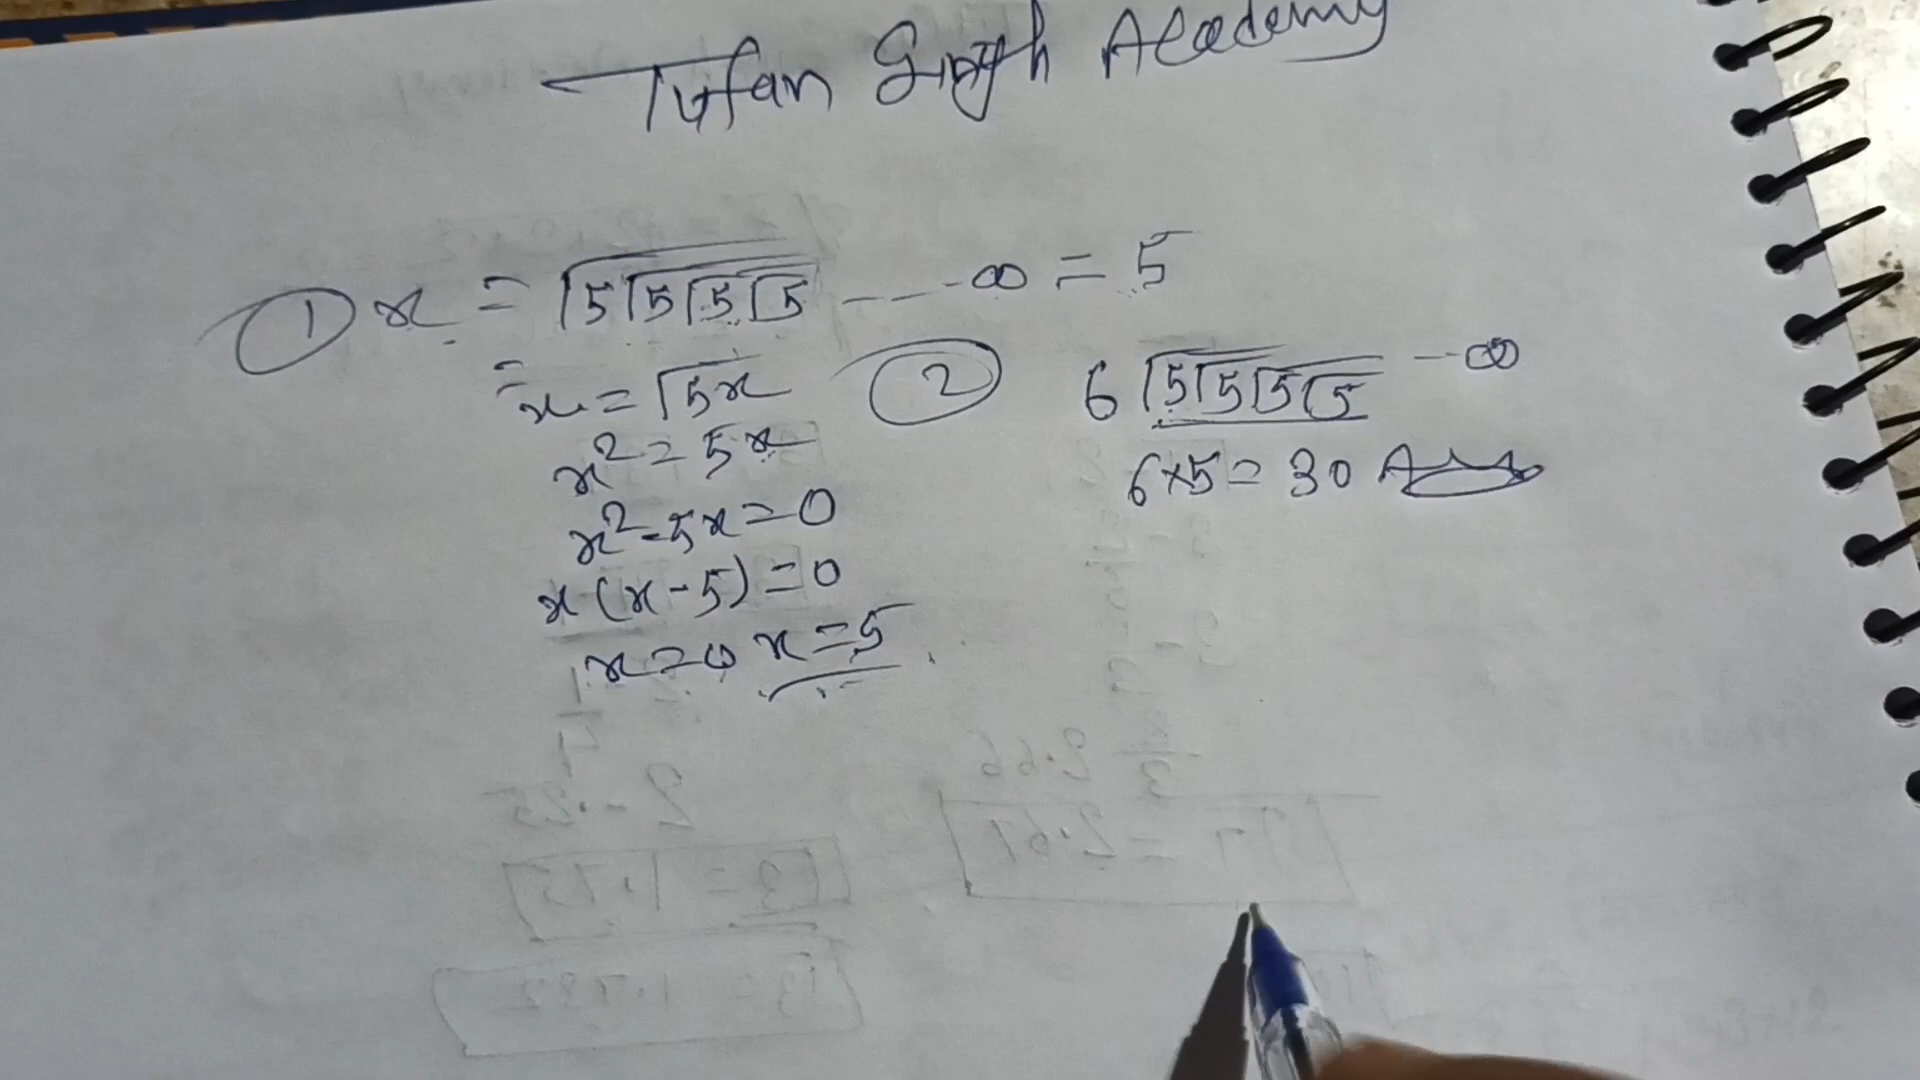 Tufan Singh Academy
① x = √5√5√5√5 --- ∞ = 5
= x = √5x
x² = 5x
x² - 5x = 0
x (x - 5) = 0
x = 0 x = 5
② 6 √5√5√5√5 -- ∞
6×5 = 30 Ans